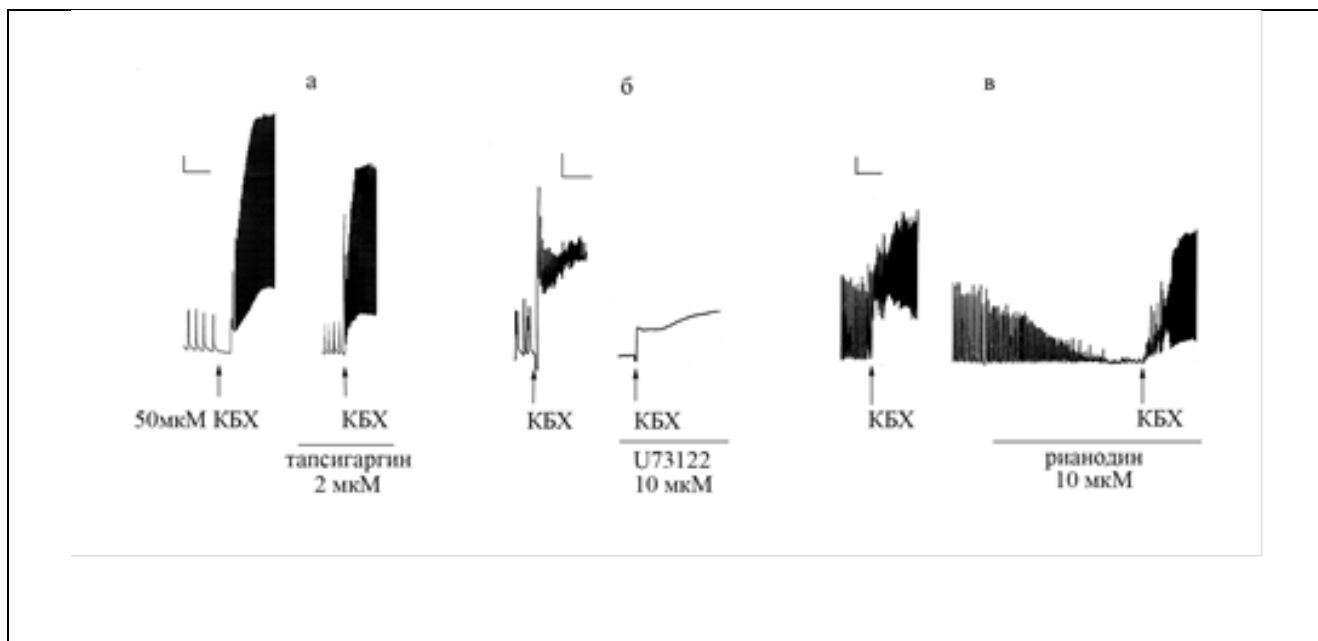 а б в
50мкМ КБХ КБХ КБХ КБХ КБХ КБХ
тапсигаргин
2 мкМ
U73122
10 мкМ
рианодин
10 мкМ